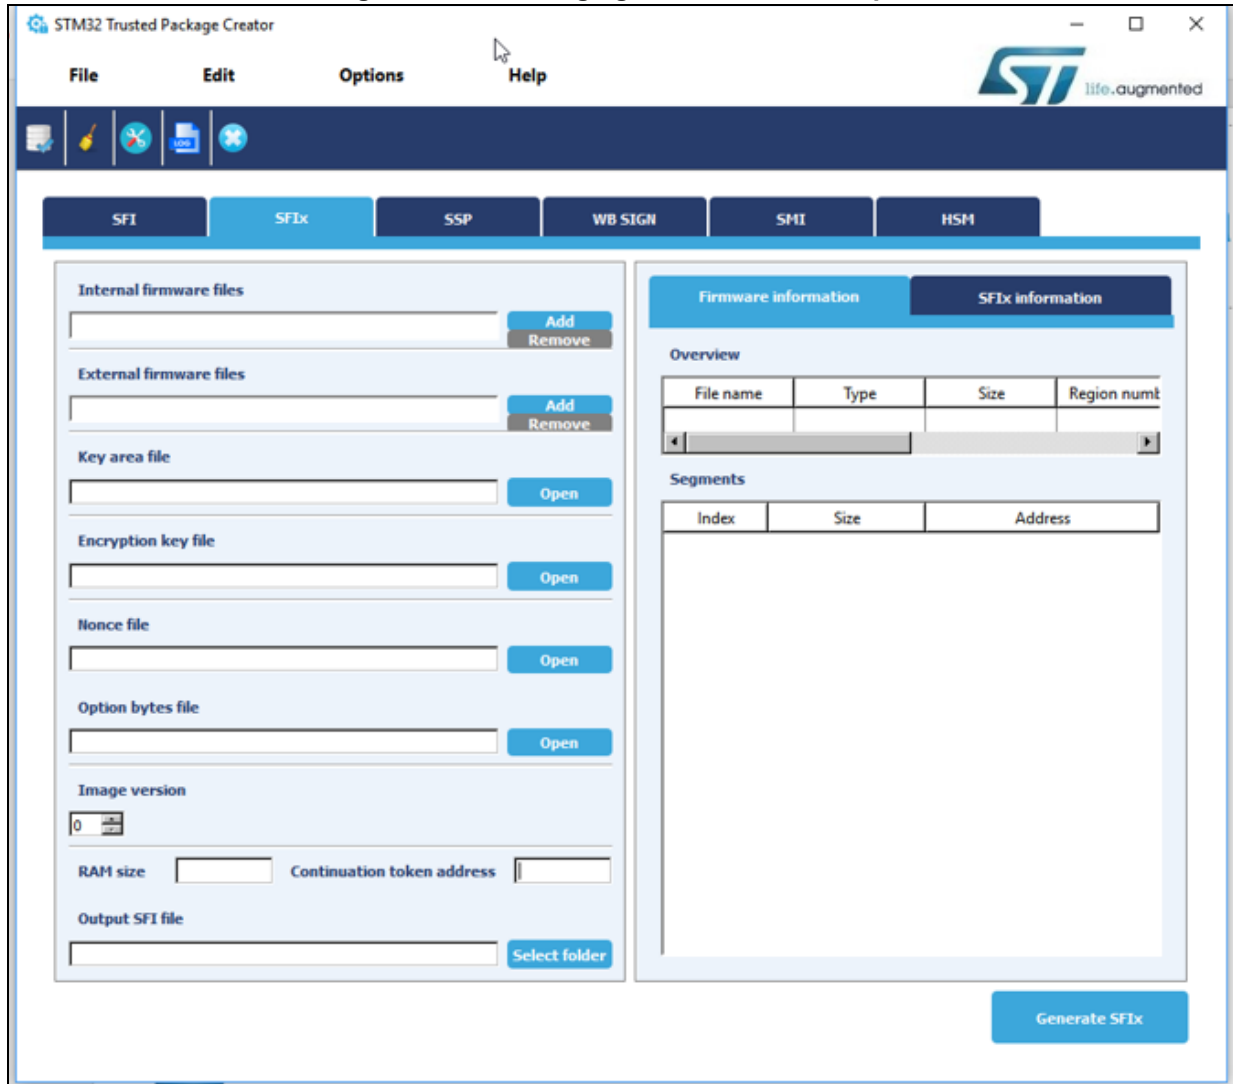 STM32 Trusted Package Creator
File Edit Options Help
life.augmented
LOG
SFI SFIx SSP WB SIGN SMI HSM
Internal firmware files
Add
Remove
External firmware files
Add
Remove
Key area file
Open
Encryption key file
Open
Nonce file
Open
Option bytes file
Open
Image version
0
RAM size Continuation token address
Output SFI file
Select folder
Firmware information SFIx information
Overview
File name Type Size Region numb
Segments
Index Size Address
Generate SFIx